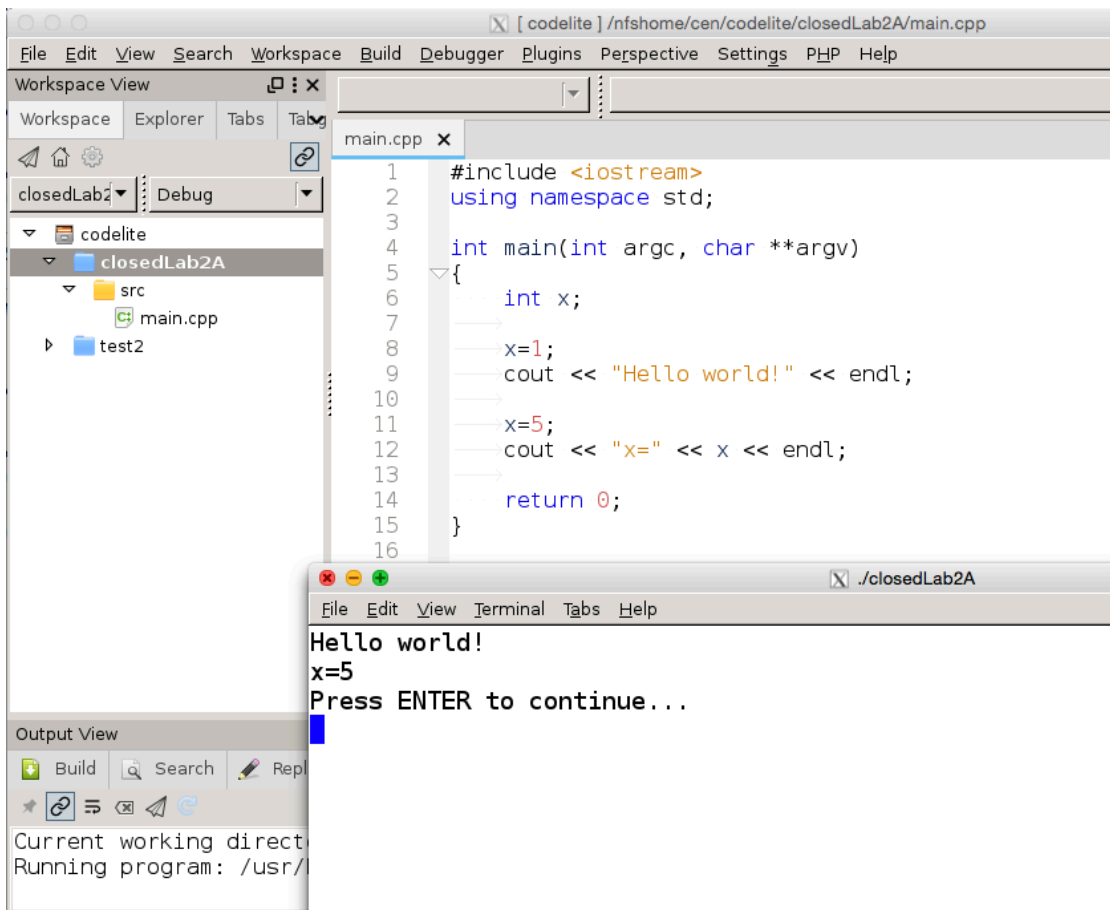 [ codelite ] /nfshome/cen/codelite/closedLab2A/main.cpp
File Edit View Search Workspace Build Debugger Plugins Perspective Settings PHP Help
Workspace View
Workspace Explorer Tabs
main.cpp
closedLab2 Debug
codelite
closedLab2A
src
main.cpp
test2
1 #include <iostream>
2 using namespace std;
3
4 int main(int argc, char **argv)
5 {
6 int x;
7
8 x=1;
9 cout << "Hello world!" << endl;
10
11 x=5;
12 cout << "x=" << x << endl;
13
14 return 0;
15 }
16
./closedLab2A
File Edit View Terminal Tabs Help
Hello world!
x=5
Press ENTER to continue...
Output View
Build Search Repl
Current working direct
Running program: /usr/